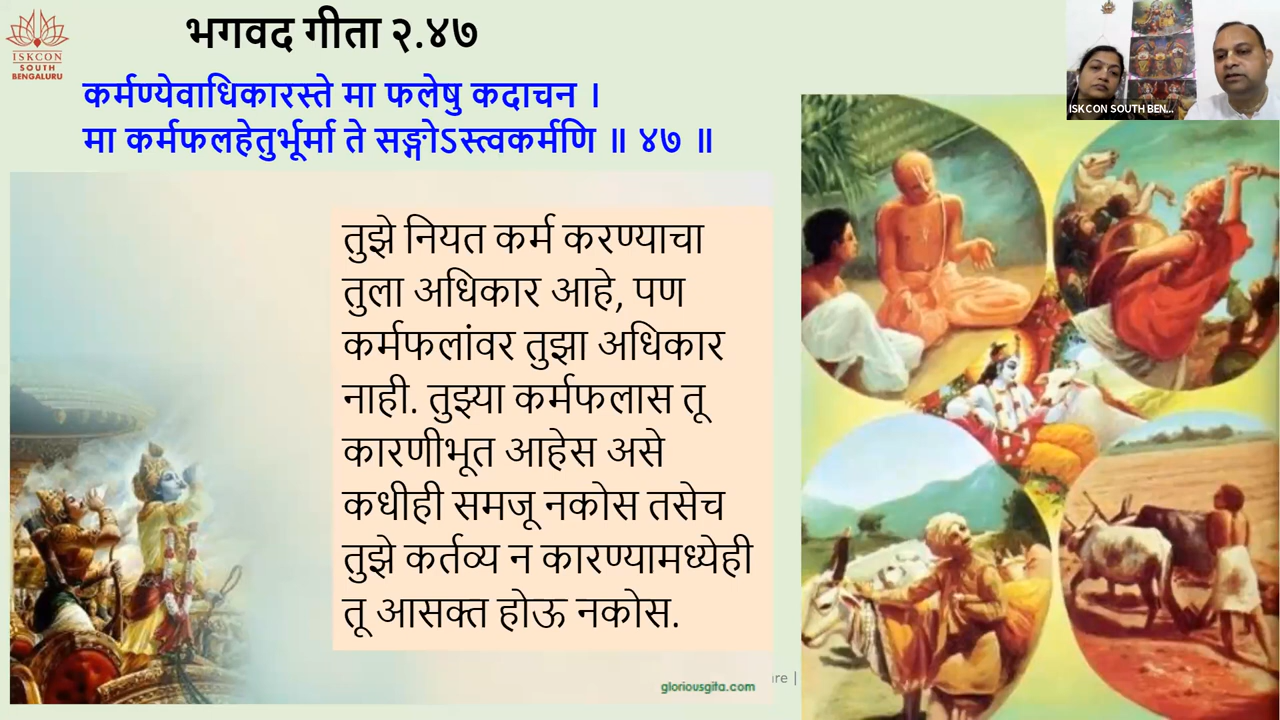 ISKCON
SOUTH
BENGALURU
भगवद गीता २.४७
कर्मण्येवाधिकारस्ते मा फलेषु कदाचन ।
मा कर्मफलहेतुर्भूर्मा ते सङ्गोऽस्त्वकर्मणि ॥ ४७ ॥
ISKCON SOUTH BEN...
तुझे नियत कर्म करण्याचा
तुला अधिकार आहे, पण
कर्मफलांवर तुझा अधिकार
नाही. तुझ्या कर्मफलास तू
कारणीभूत आहेस असे
कधीही समजू नकोस तसेच
तुझे कर्तव्य न कारण्यामध्येही
तू आसक्त होऊ नकोस.
gloriousgita.com